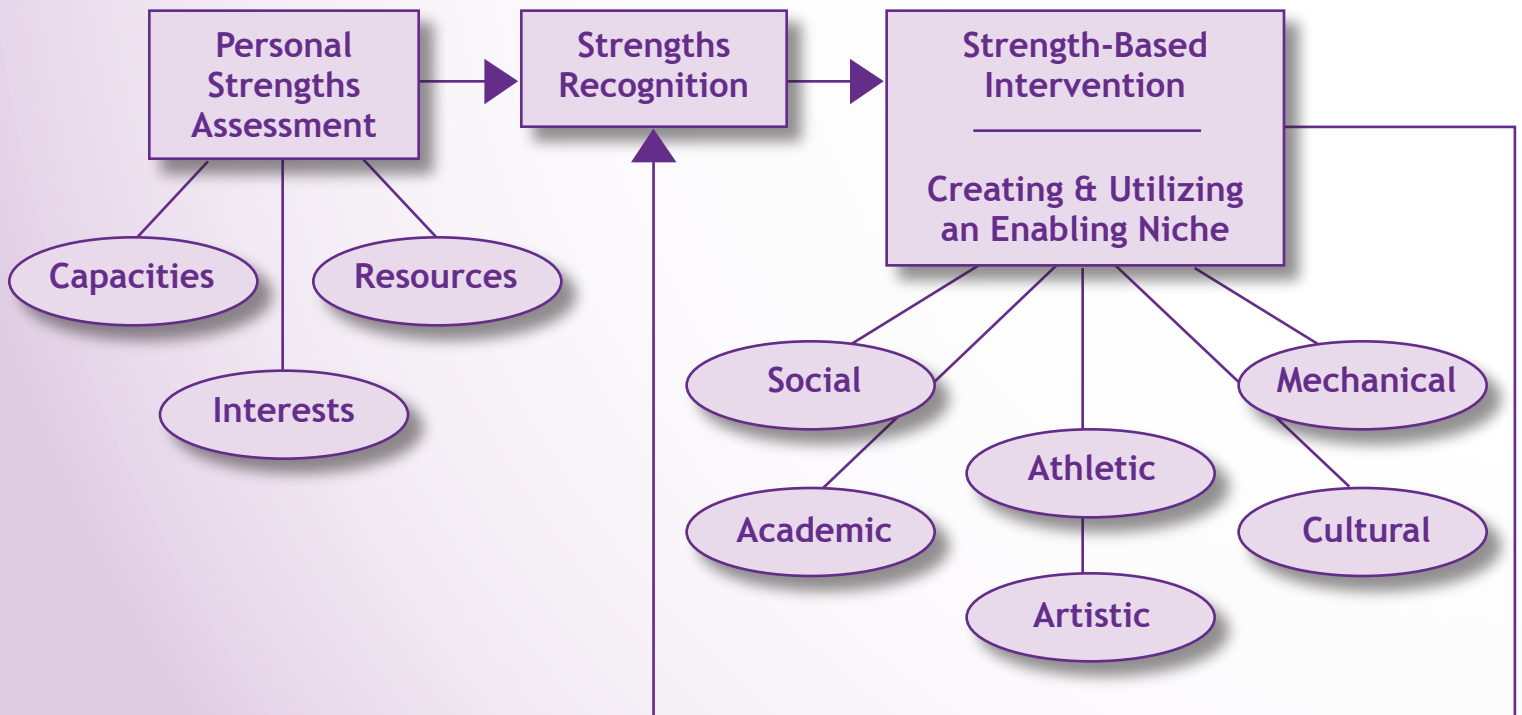 Personal
Strengths
Assessment
Strengths
Recognition
Strength-Based
Intervention
Creating & Utilizing
an Enabling Niche
Capacities
Resources
Interests
Social
Mechanical
Athletic
Academic
Cultural
Artistic